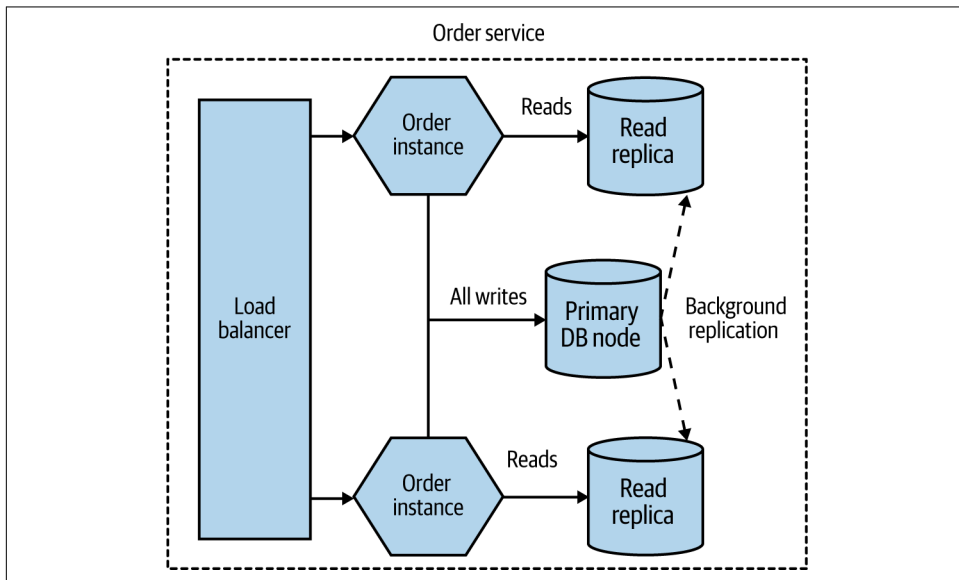 Order service
Order
instance
Reads
Read
replica
Load
balancer
All writes
Primary
DB node
Background
replication
Order
instance
Reads
Read
replica